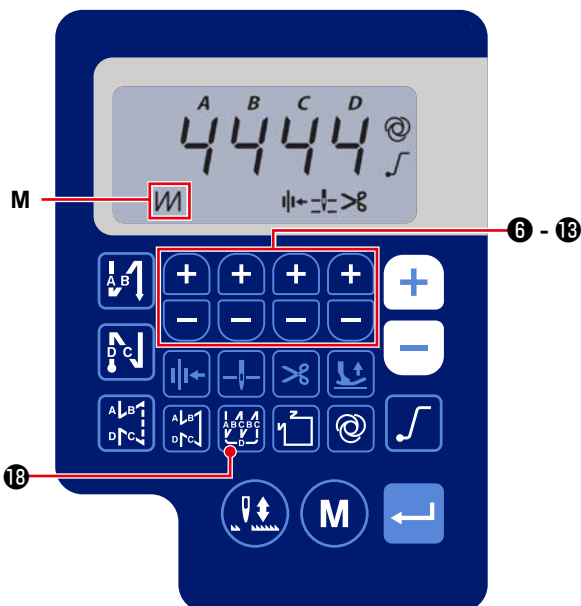 A B C D
4444
M
❻ - ⓭
A B
+ + + +
+
− − − −
−
D C
A B
D C
A B
D C
A B C B C
D
⓲
M